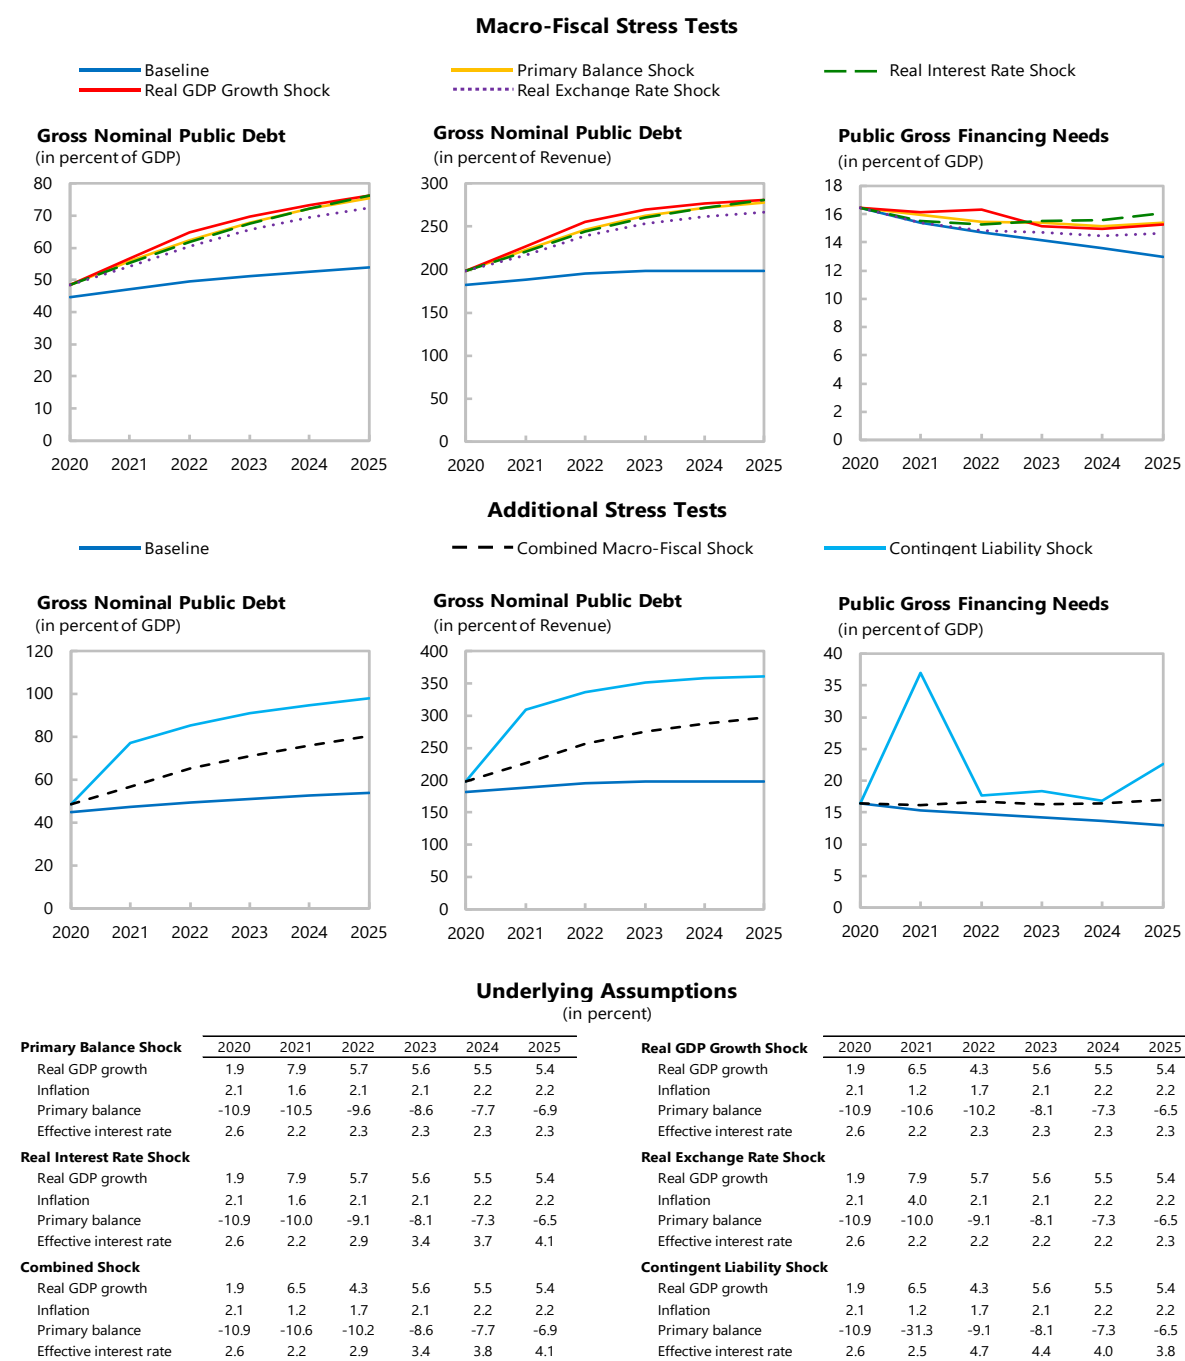 Macro-Fiscal Stress Tests
Baseline
Primary Balance Shock
Real Interest Rate Shock
Real GDP Growth Shock
Real Exchange Rate Shock
Gross Nominal Public Debt
(in percent of GDP)
80
70
60
50
40
30
20
10
0
2020 2021 2022 2023 2024 2025
Gross Nominal Public Debt
(in percent of Revenue)
300
250
200
150
100
50
0
2020 2021 2022 2023 2024 2025
Public Gross Financing Needs
(in percent of GDP)
18
16
14
12
10
8
6
4
2
0
2020 2021 2022 2023 2024 2025
Additional Stress Tests
Baseline
Combined Macro-Fiscal Shock
Contingent Liability Shock
Gross Nominal Public Debt
(in percent of GDP)
120
100
80
60
40
20
0
2020 2021 2022 2023 2024 2025
Gross Nominal Public Debt
(in percent of Revenue)
400
350
300
250
200
150
100
50
0
2020 2021 2022 2023 2024 2025
Public Gross Financing Needs
(in percent of GDP)
40
35
30
25
20
15
10
5
0
2020 2021 2022 2023 2024 2025
Underlying Assumptions
(in percent)
Primary Balance Shock 2020 2021 2022 2023 2024 2025
Real GDP growth 1.9 7.9 5.7 5.6 5.5 5.4
Inflation 2.1 1.6 2.1 2.1 2.2 2.2
Primary balance -10.9 -10.5 -9.6 -8.6 -7.7 -6.9
Effective interest rate 2.6 2.2 2.3 2.3 2.3 2.3
Real Interest Rate Shock
Real GDP growth 1.9 7.9 5.7 5.6 5.5 5.4
Inflation 2.1 1.6 2.1 2.1 2.2 2.2
Primary balance -10.9 -10.0 -9.1 -8.1 -7.3 -6.5
Effective interest rate 2.6 2.2 2.9 3.4 3.7 4.1
Combined Shock
Real GDP growth 1.9 6.5 4.3 5.6 5.5 5.4
Inflation 2.1 1.2 1.7 2.1 2.2 2.2
Primary balance -10.9 -10.6 -10.2 -8.6 -7.7 -6.9
Effective interest rate 2.6 2.2 2.9 3.4 3.8 4.1
Real GDP Growth Shock 2020 2021 2022 2023 2024 2025
Real GDP growth 1.9 6.5 4.3 5.6 5.5 5.4
Inflation 2.1 1.2 1.7 2.1 2.2 2.2
Primary balance -10.9 -10.6 -10.2 -8.1 -7.3 -6.5
Effective interest rate 2.6 2.2 2.3 2.3 2.3 2.3
Real Exchange Rate Shock
Real GDP growth 1.9 7.9 5.7 5.6 5.5 5.4
Inflation 2.1 4.0 2.1 2.1 2.2 2.2
Primary balance -10.9 -10.0 -9.1 -8.1 -7.3 -6.5
Effective interest rate 2.6 2.2 2.2 2.2 2.2 2.3
Contingent Liability Shock
Real GDP growth 1.9 6.5 4.3 5.6 5.5 5.4
Inflation 2.1 1.2 1.7 2.1 2.2 2.2
Primary balance -10.9 -31.3 -9.1 -8.1 -7.3 -6.5
Effective interest rate 2.6 2.5 4.7 4.4 4.0 3.8